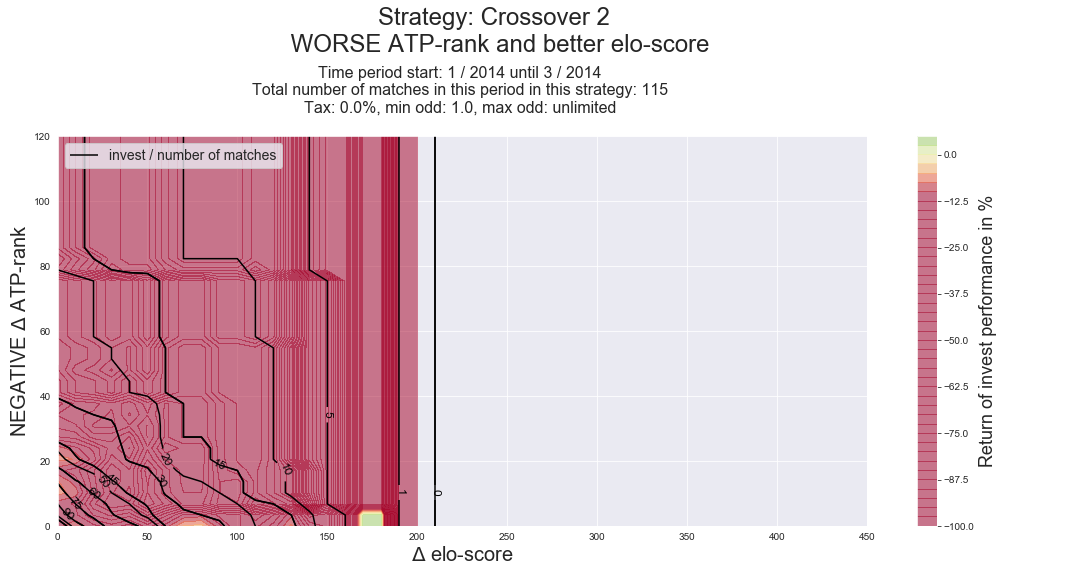 Strategy: Crossover 2
WORSE ATP-rank and better elo-score
Time period start: 1 / 2014 until 3 / 2014
Total number of matches in this period in this strategy: 115
Tax: 0.0%, min odd: 1.0, max odd: unlimited
invest / number of matches
NEGATIVE Δ ATP-rank
120
100
80
60
40
20
0
0 50 100 150 200 250 300 350 400 450
Δ elo-score
20
30
45
15
10
5
1
0
0.0
−12.5
−25.0
−37.5
−50.0
−62.5
−75.0
−87.5
−100.0
Return of invest performance in %